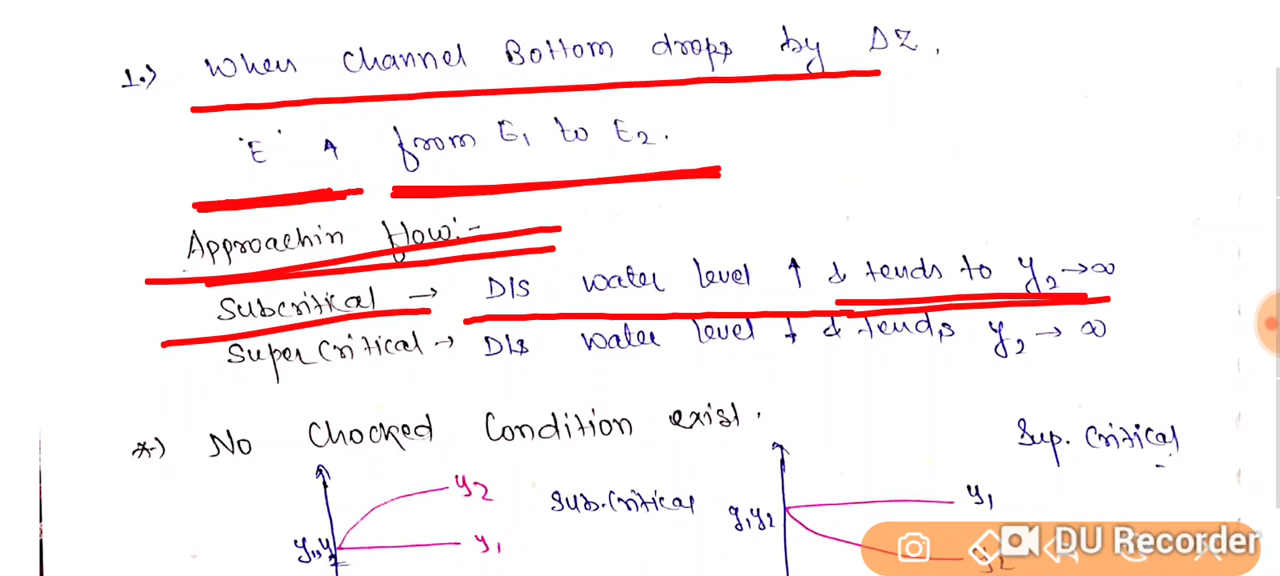 1.) When Channel Bottom drops by ΔZ.
'E' ↑ from E1 to E2.
Approachin flow:-
Subcritical → D/S water level ↑ & tends to y2→∞
Super Critical → D/S water level ↓ & tends y2 → ∞
*) No Chocked Condition exist.
Sup. Critical
y2
Sub.Critical
y1
y1y2
y1,y2
y1
DU Recorder
y2